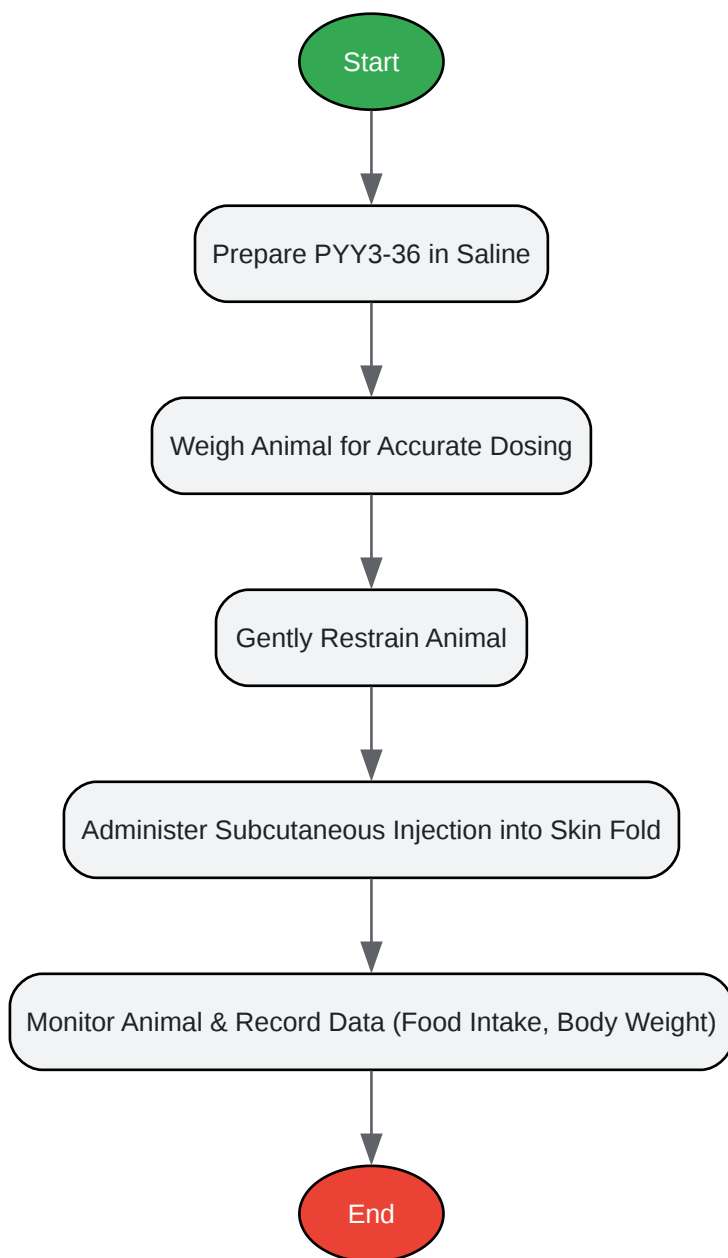 Start
Prepare PYY3-36 in Saline
Weigh Animal for Accurate Dosing
Gently Restrain Animal
Administer Subcutaneous Injection into Skin Fold
Monitor Animal & Record Data (Food Intake, Body Weight)
End